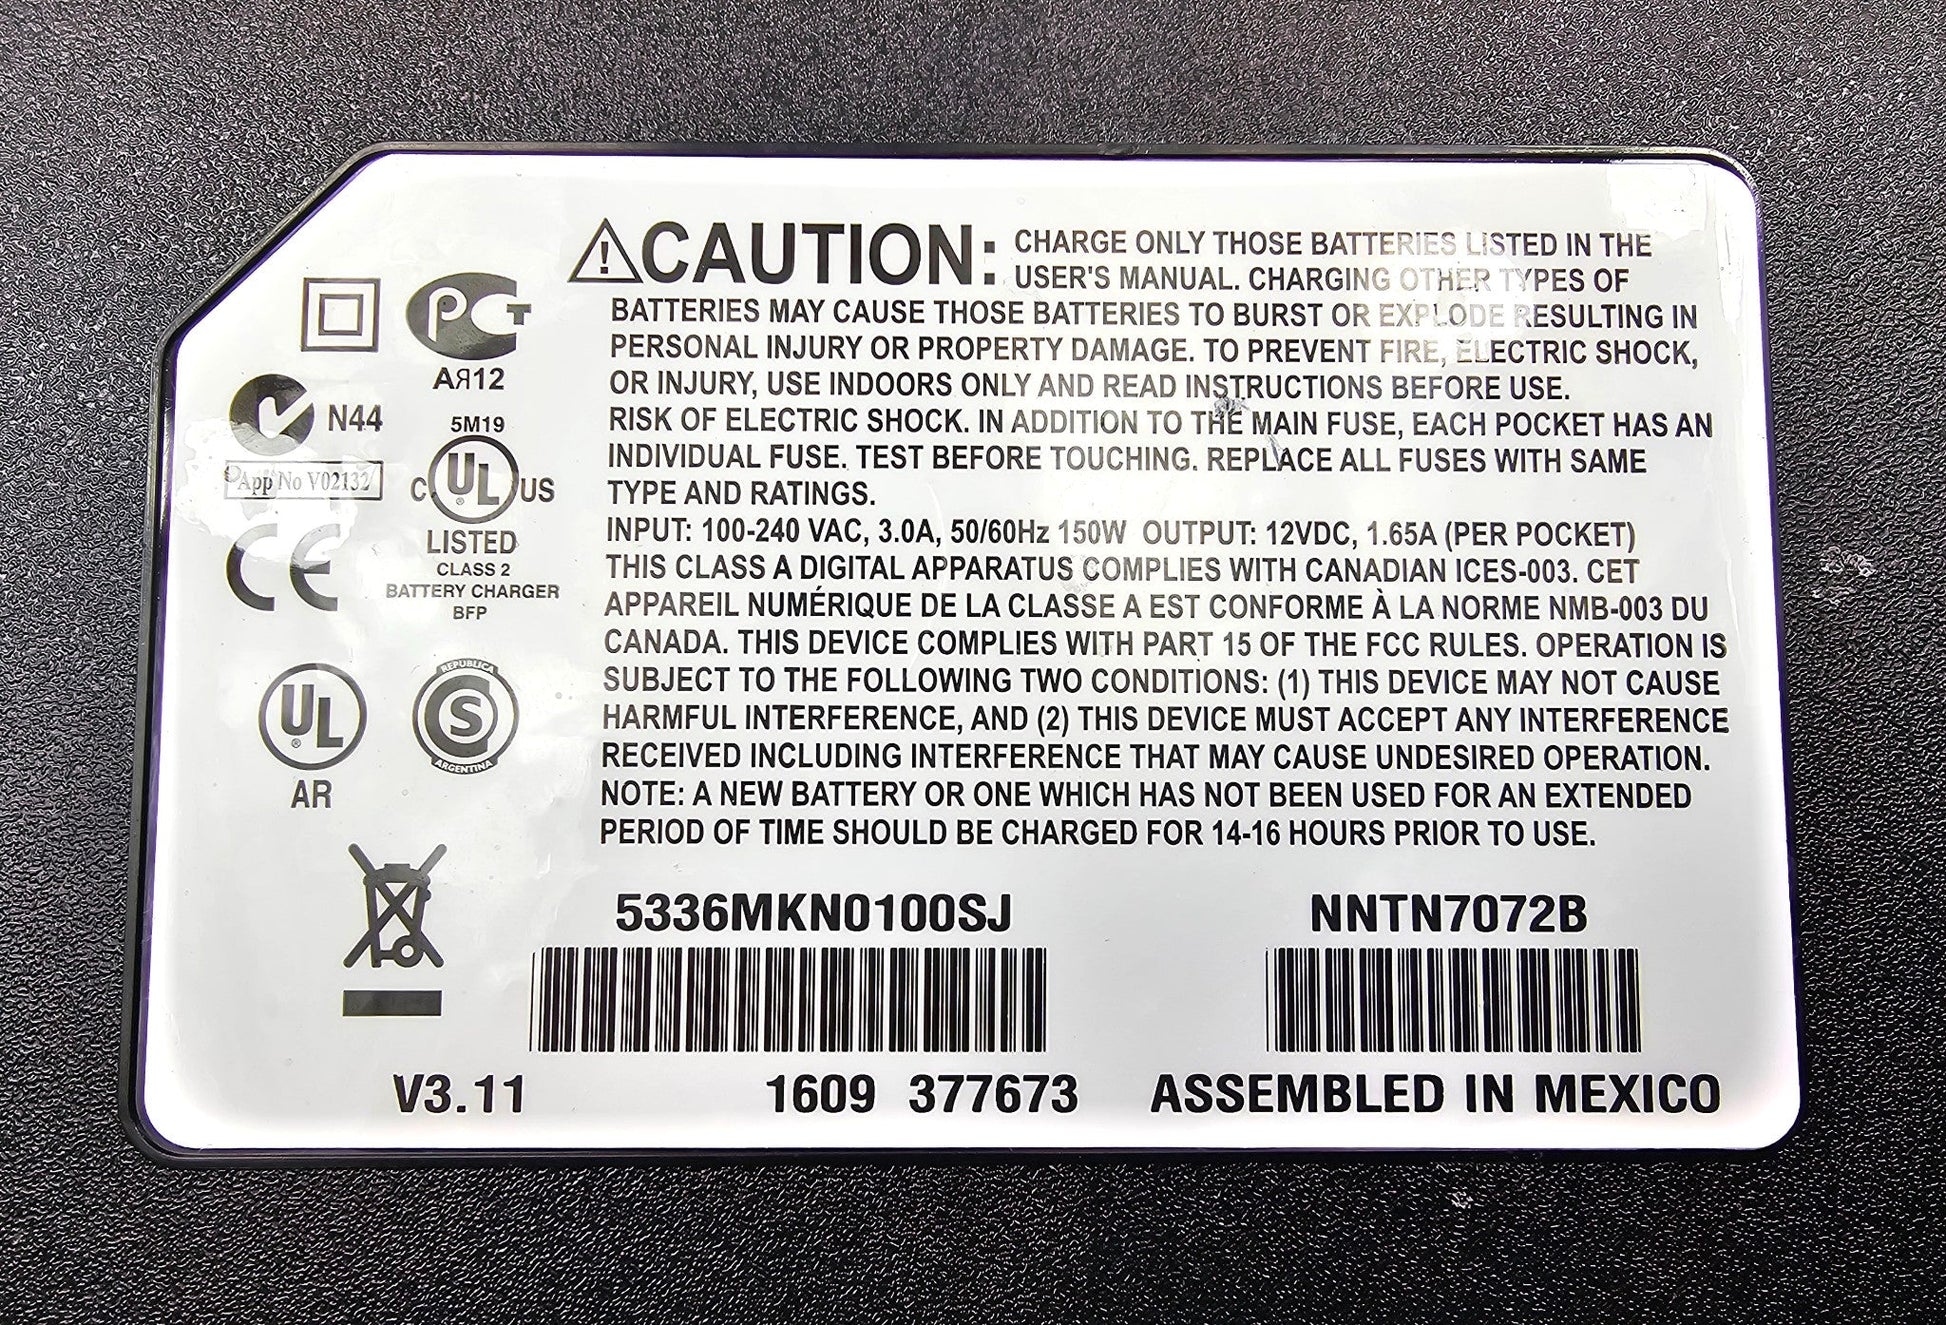 ⚠CAUTION: CHARGE ONLY THOSE BATTERIES LISTED IN THE
USER'S MANUAL. CHARGING OTHER TYPES OF
BATTERIES MAY CAUSE THOSE BATTERIES TO BURST OR EXPLODE RESULTING IN
PERSONAL INJURY OR PROPERTY DAMAGE. TO PREVENT FIRE, ELECTRIC SHOCK,
OR INJURY, USE INDOORS ONLY AND READ INSTRUCTIONS BEFORE USE.
RISK OF ELECTRIC SHOCK. IN ADDITION TO THE MAIN FUSE, EACH POCKET HAS AN
INDIVIDUAL FUSE. TEST BEFORE TOUCHING. REPLACE ALL FUSES WITH SAME
TYPE AND RATINGS.
INPUT: 100-240 VAC, 3.0A, 50/60Hz 150W OUTPUT: 12VDC, 1.65A (PER POCKET)
THIS CLASS A DIGITAL APPARATUS COMPLIES WITH CANADIAN ICES-003. CET
APPAREIL NUMÉRIQUE DE LA CLASSE A EST CONFORME À LA NORME NMB-003 DU
CANADA. THIS DEVICE COMPLIES WITH PART 15 OF THE FCC RULES. OPERATION IS
SUBJECT TO THE FOLLOWING TWO CONDITIONS: (1) THIS DEVICE MAY NOT CAUSE
HARMFUL INTERFERENCE, AND (2) THIS DEVICE MUST ACCEPT ANY INTERFERENCE
RECEIVED INCLUDING INTERFERENCE THAT MAY CAUSE UNDESIRED OPERATION.
NOTE: A NEW BATTERY OR ONE WHICH HAS NOT BEEN USED FOR AN EXTENDED
PERIOD OF TIME SHOULD BE CHARGED FOR 14-16 HOURS PRIOR TO USE.
РСТ
АЯ12
N44
5M19
App No V02132
C UL® US
LISTED
CLASS 2
BATTERY CHARGER
BFP
CE
UL®
AR
REPUBLICA
S
ARGENTINA
5336MKN0100SJ
NNTN7072B
V3.11
1609 377673
ASSEMBLED IN MEXICO